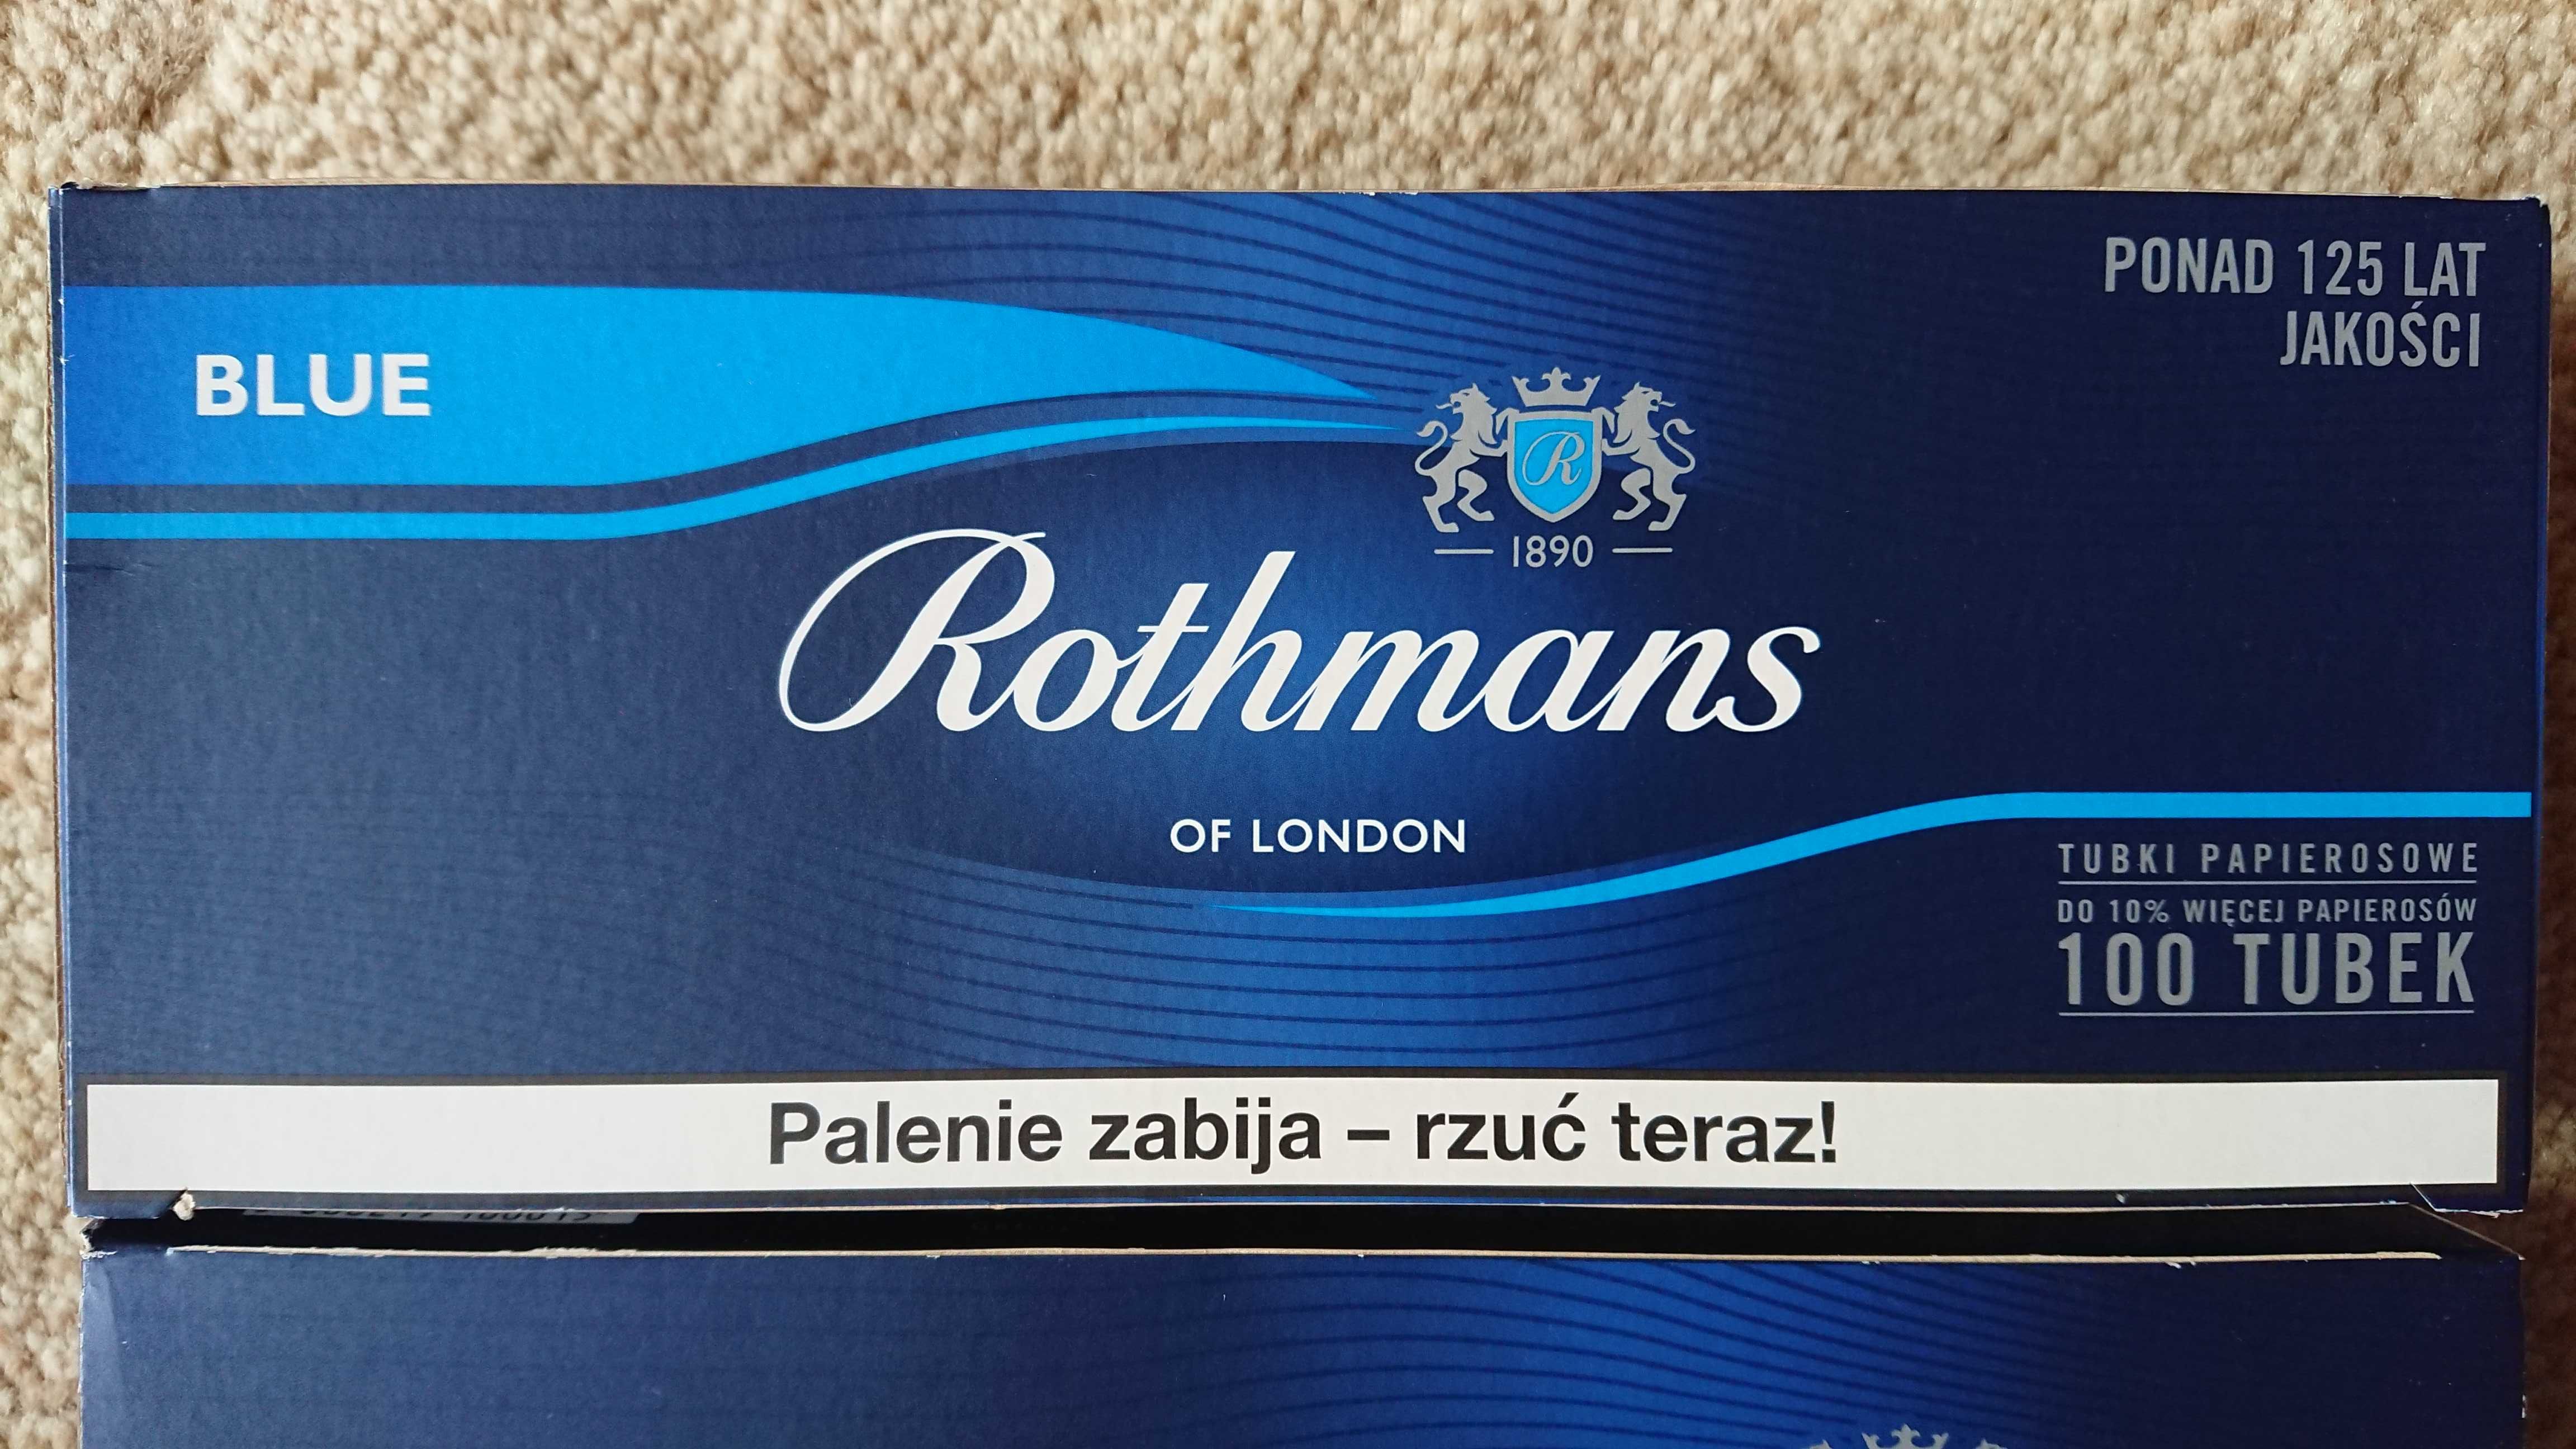 PONAD 125 LAT
JAKOŚCI
BLUE
R
1890
Rothmans
OF LONDON
TUBKI PAPIEROSOWE
DO 10% WIĘCEJ PAPIEROSÓW
100 TUBEK
Palenie zabija – rzuć teraz!